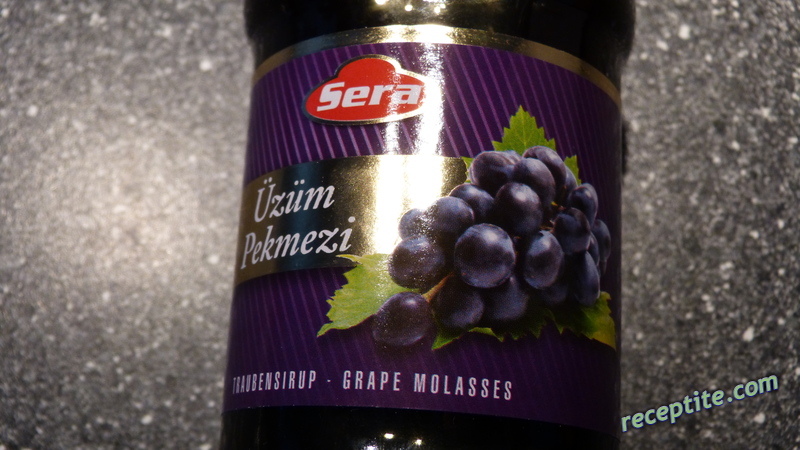 Sera
Üzüm
Pekmezi
TRAUBENSIRUP - GRAPE MOLASSES
receptite.com